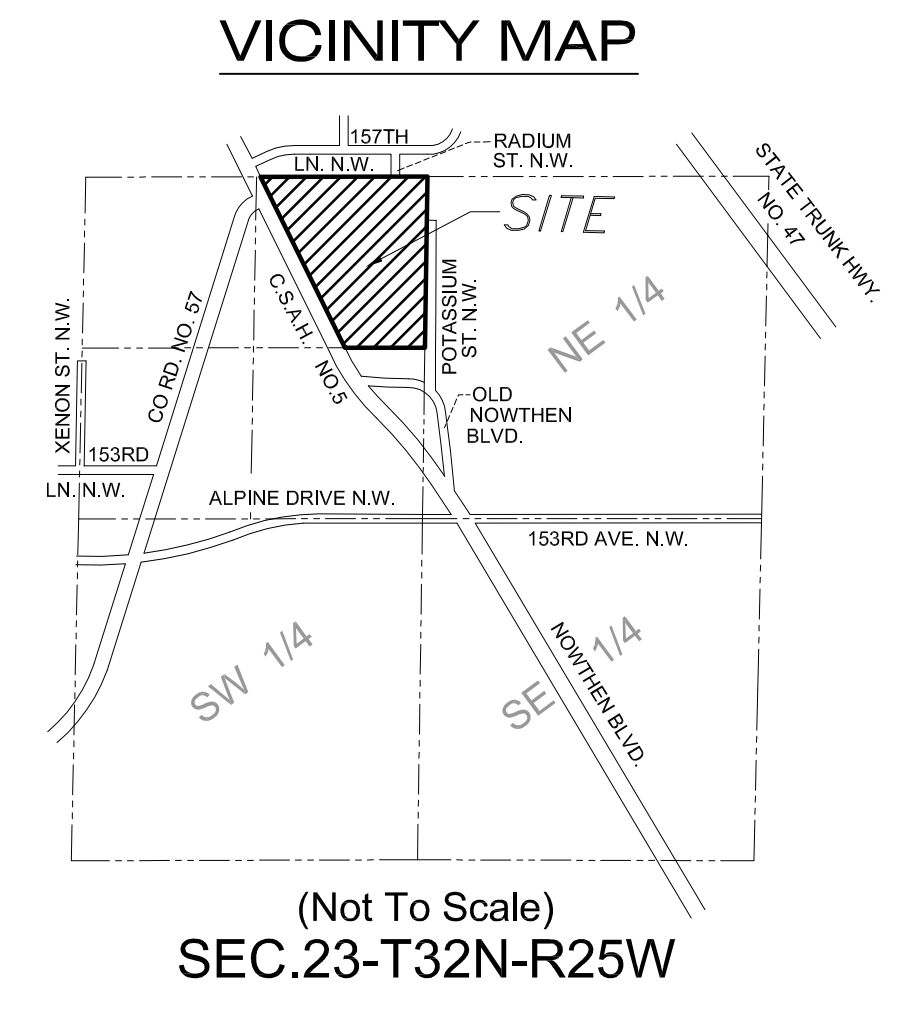 VICINITY MAP
157TH
LN. N.W.
RADIUM
ST. N.W.
STATE TRUNK HWY.
NO. 47
SITE
C.S.A.H.
NO.5
POTASSIUM
ST. N.W.
NE 1/4
CO RD. NO. 57
XENON ST. N.W.
OLD
NOWTHEN
BLVD.
153RD
LN. N.W.
ALPINE DRIVE N.W.
153RD AVE. N.W.
SW 1/4
SE 1/4
NOWTHEN BLVD.
(Not To Scale)
SEC.23-T32N-R25W